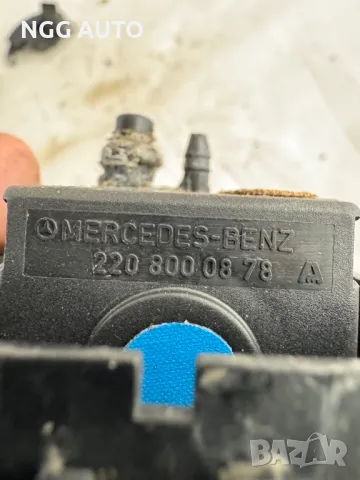 NGG AUTO
MERCEDES-BENZ
220 800 08 78 A
BAZAR